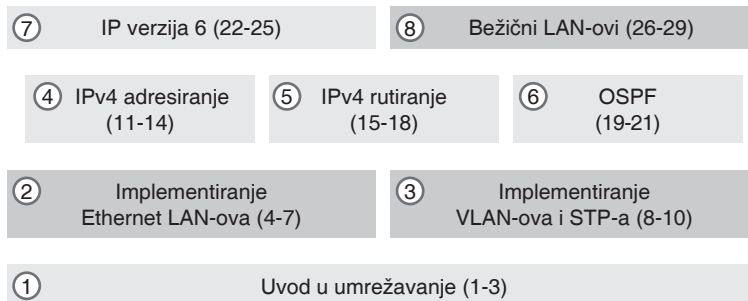 7 IP verzija 6 (22-25)
8 Bežični LAN-ovi (26-29)
4 IPv4 adresiranje
(11-14)
5 IPv4 rutiranje
(15-18)
6 OSPF
(19-21)
2 Implementiranje
Ethernet LAN-ova (4-7)
3 Implementiranje
VLAN-ova i STP-a (8-10)
1 Uvod u umrežavanje (1-3)